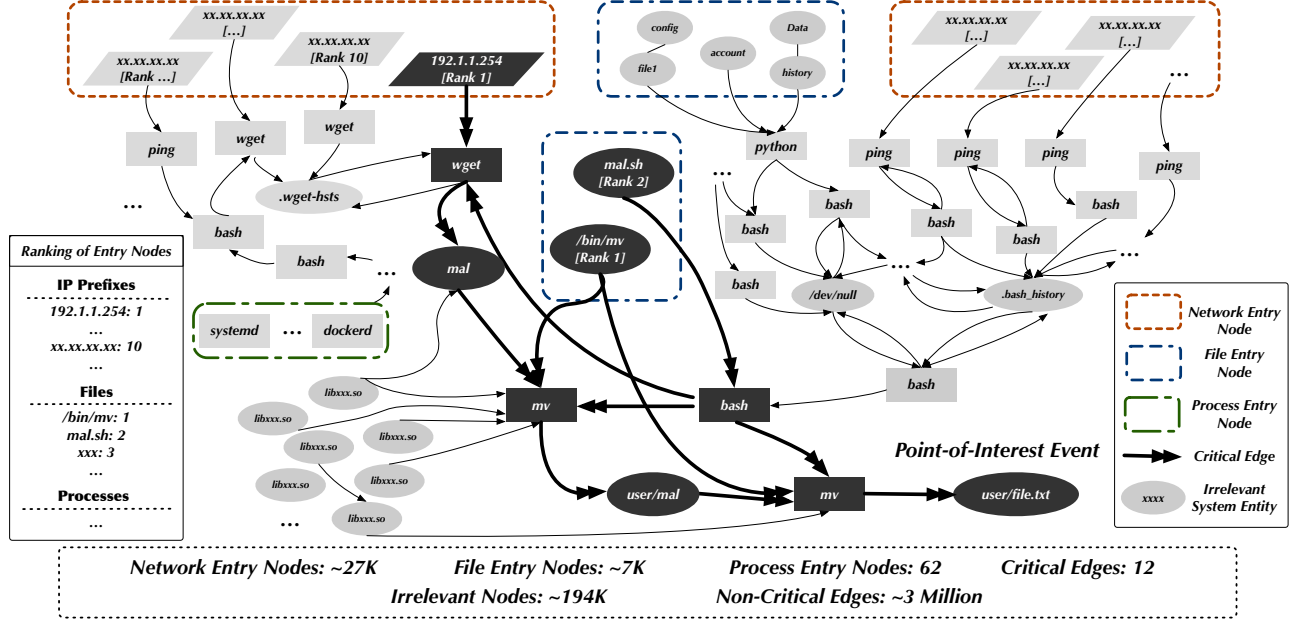 xx.xx.xx.xx
[...]
xx.xx.xx.xx
[Rank ...]
xx.xx.xx.xx
[Rank 10]
192.1.1.254
[Rank 1]
config
Data
account
file1
history
xx.xx.xx.xx
[...]
xx.xx.xx.xx
[...]
xx.xx.xx.xx
[...]
...
ping
wget
wget
wget
.wget-hsts
...
bash
bash
...
mal
mal.sh
[Rank 2]
/bin/mv
[Rank 1]
python
...
bash
bash
bash
/dev/null
ping
ping
ping
ping
bash
bash
bash
...
...
.bash_history
bash
systemd
...
dockerd
Ranking of Entry Nodes
IP Prefixes
192.1.1.254: 1
...
xx.xx.xx.xx: 10
...
Files
/bin/mv: 1
mal.sh: 2
xxx: 3
...
Processes
...
libxxx.so
libxxx.so
libxxx.so
libxxx.so
libxxx.so
libxxx.so
libxxx.so
...
mv
bash
user/mal
mv
Point-of-Interest Event
user/file.txt
Network Entry
Node
File Entry
Node
Process Entry
Node
Critical Edge
xxxx
Irrelevant
System Entity
Network Entry Nodes: ~27K
File Entry Nodes: ~7K
Process Entry Nodes: 62
Critical Edges: 12
Irrelevant Nodes: ~194K
Non-Critical Edges: ~3 Million